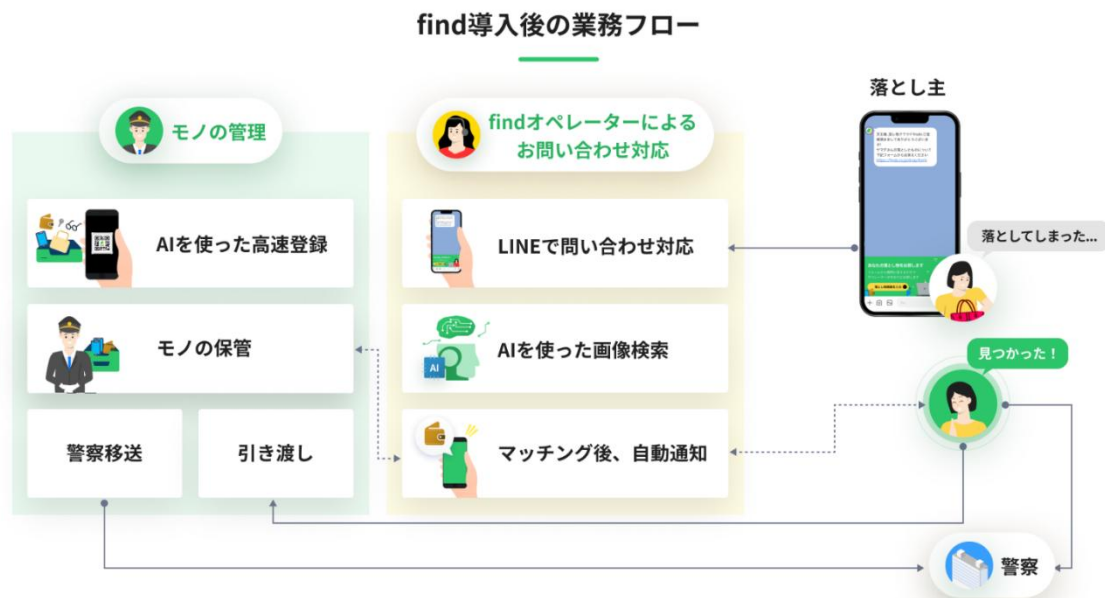 find導入後の業務フロー
モノの管理
AIを使った高速登録
モノの保管
警察移送
引き渡し
findオペレーターによる
お問い合わせ対応
LINEで問い合わせ対応
AIを使った画像検索
AI
マッチング後、自動通知
落とし主
落としてしまった...
見つかった！
警察